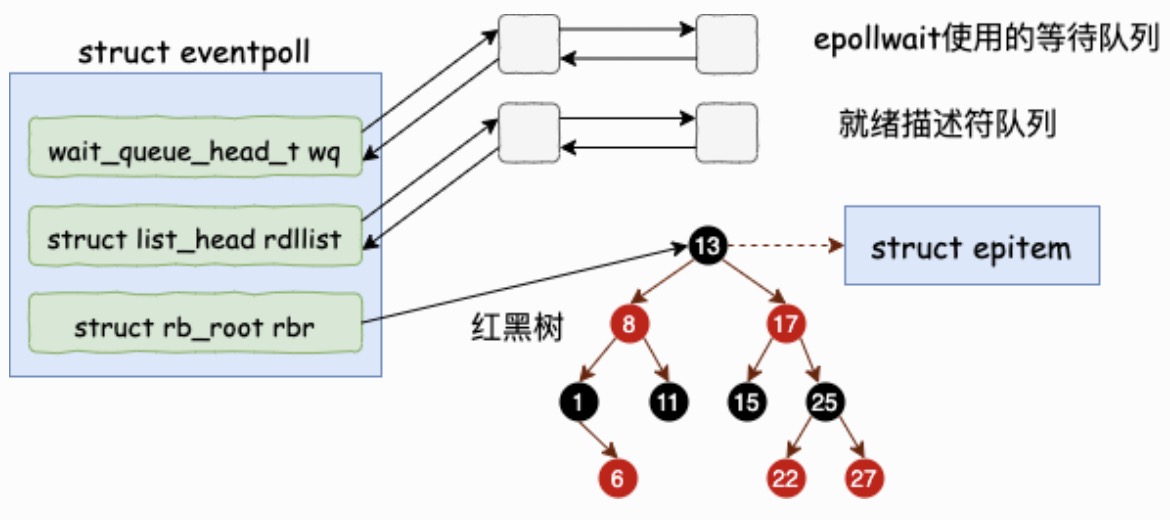 struct eventpoll
epollwait使用的等待队列
wait_queue_head_t wq
就绪描述符队列
struct list_head rdllist
struct epitem
struct rb_root rbr
红黑树
13
8
17
1
11
15
25
6
22
27